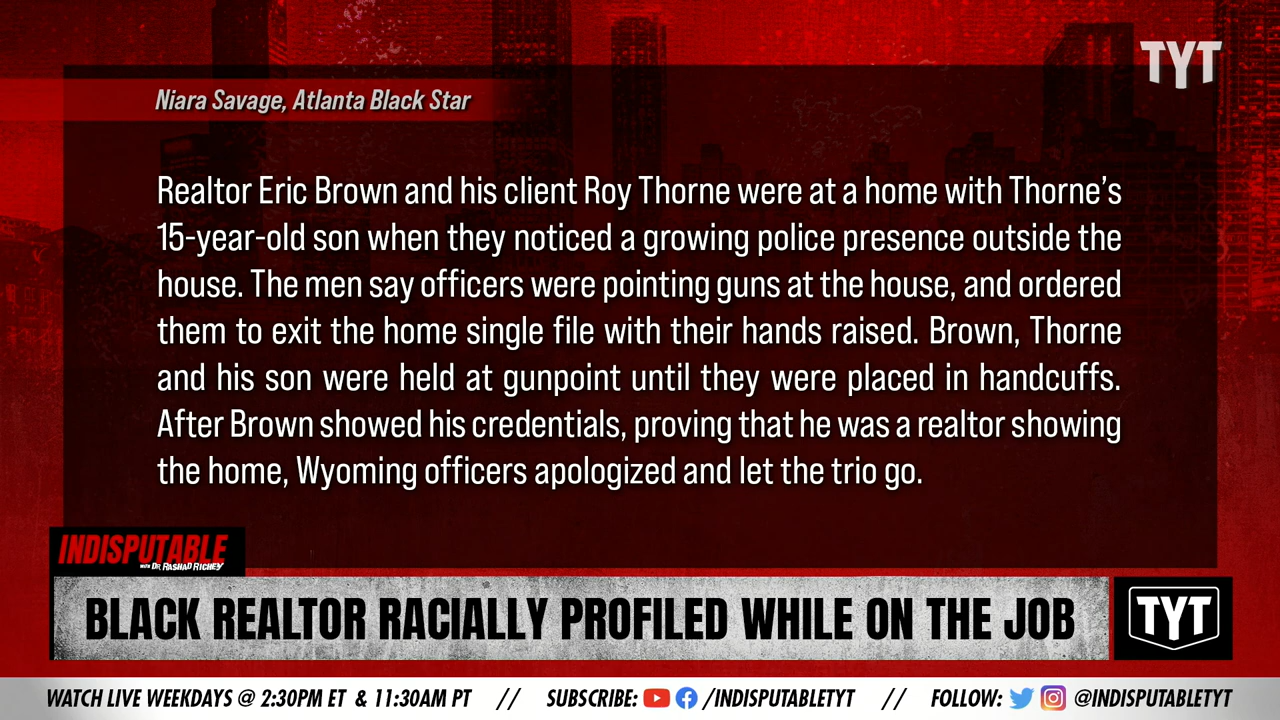 TYT
Niara Savage, Atlanta Black Star
Realtor Eric Brown and his client Roy Thorne were at a home with Thorne’s
15-year-old son when they noticed a growing police presence outside the
house. The men say officers were pointing guns at the house, and ordered
them to exit the home single file with their hands raised. Brown, Thorne
and his son were held at gunpoint until they were placed in handcuffs.
After Brown showed his credentials, proving that he was a realtor showing
the home, Wyoming officers apologized and let the trio go.
INDISPUTABLE
WITH DR. RASHAD RICHEY
BLACK REALTOR RACIALLY PROFILED WHILE ON THE JOB
TYT
WATCH LIVE WEEKDAYS @ 2:30PM ET & 11:30AM PT // SUBSCRIBE: /INDISPUTABLETYT // FOLLOW: @INDISPUTABLETYT